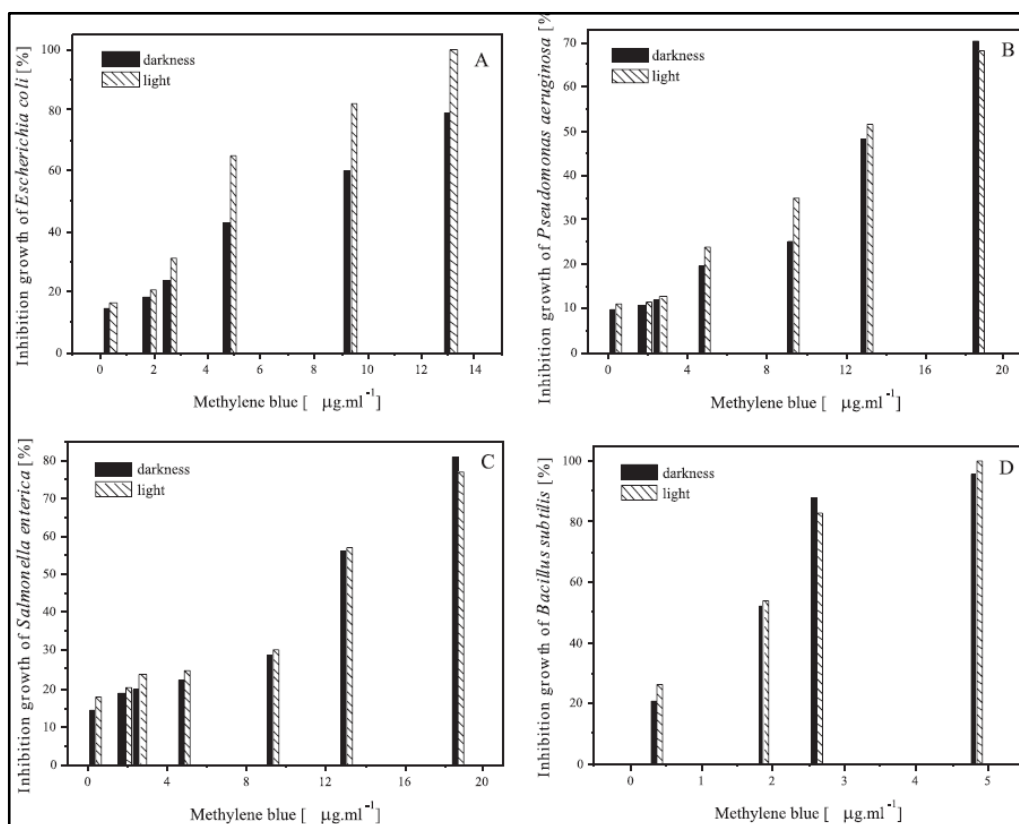 Inhibition growth of Escherichia coli [%]
100
80
60
40
20
0
darkness
light
A
0 2 4 6 8 10 12 14
Methylene blue [ μg.ml⁻¹
Inhibition growth of Pseudomonas aeruginosa [%]
70
60
50
40
30
20
10
0
darkness
light
B
0 4 8 12 16 20
Methylene blue [ μg.ml⁻¹
Inhibition growth of Salmonella enterica [%]
80
70
60
50
40
30
20
10
0
darkness
light
C
0 4 8 12 16 20
Methylene blue [ μg.ml⁻¹
Inhibition growth of Bacillus subtilis [%]
100
80
60
40
20
0
darkness
light
D
0 1 2 3 4 5
Methylene blue [ μg.ml⁻¹